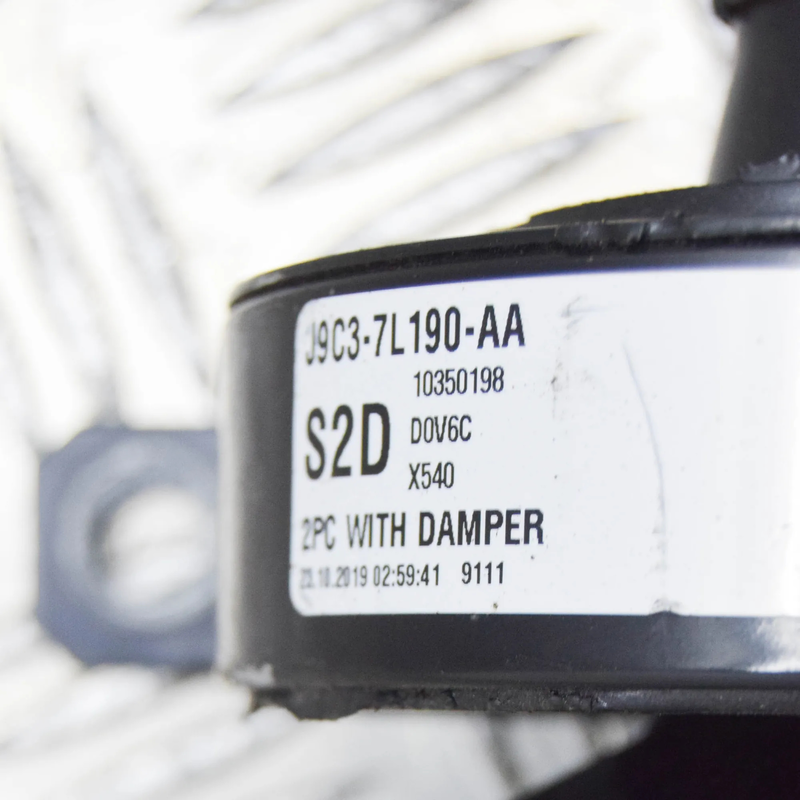 J9C3-7L190-AA
10350198
S2D
D0V6C
X540
2PC WITH DAMPER
23.10.2019 02:59:41 9111